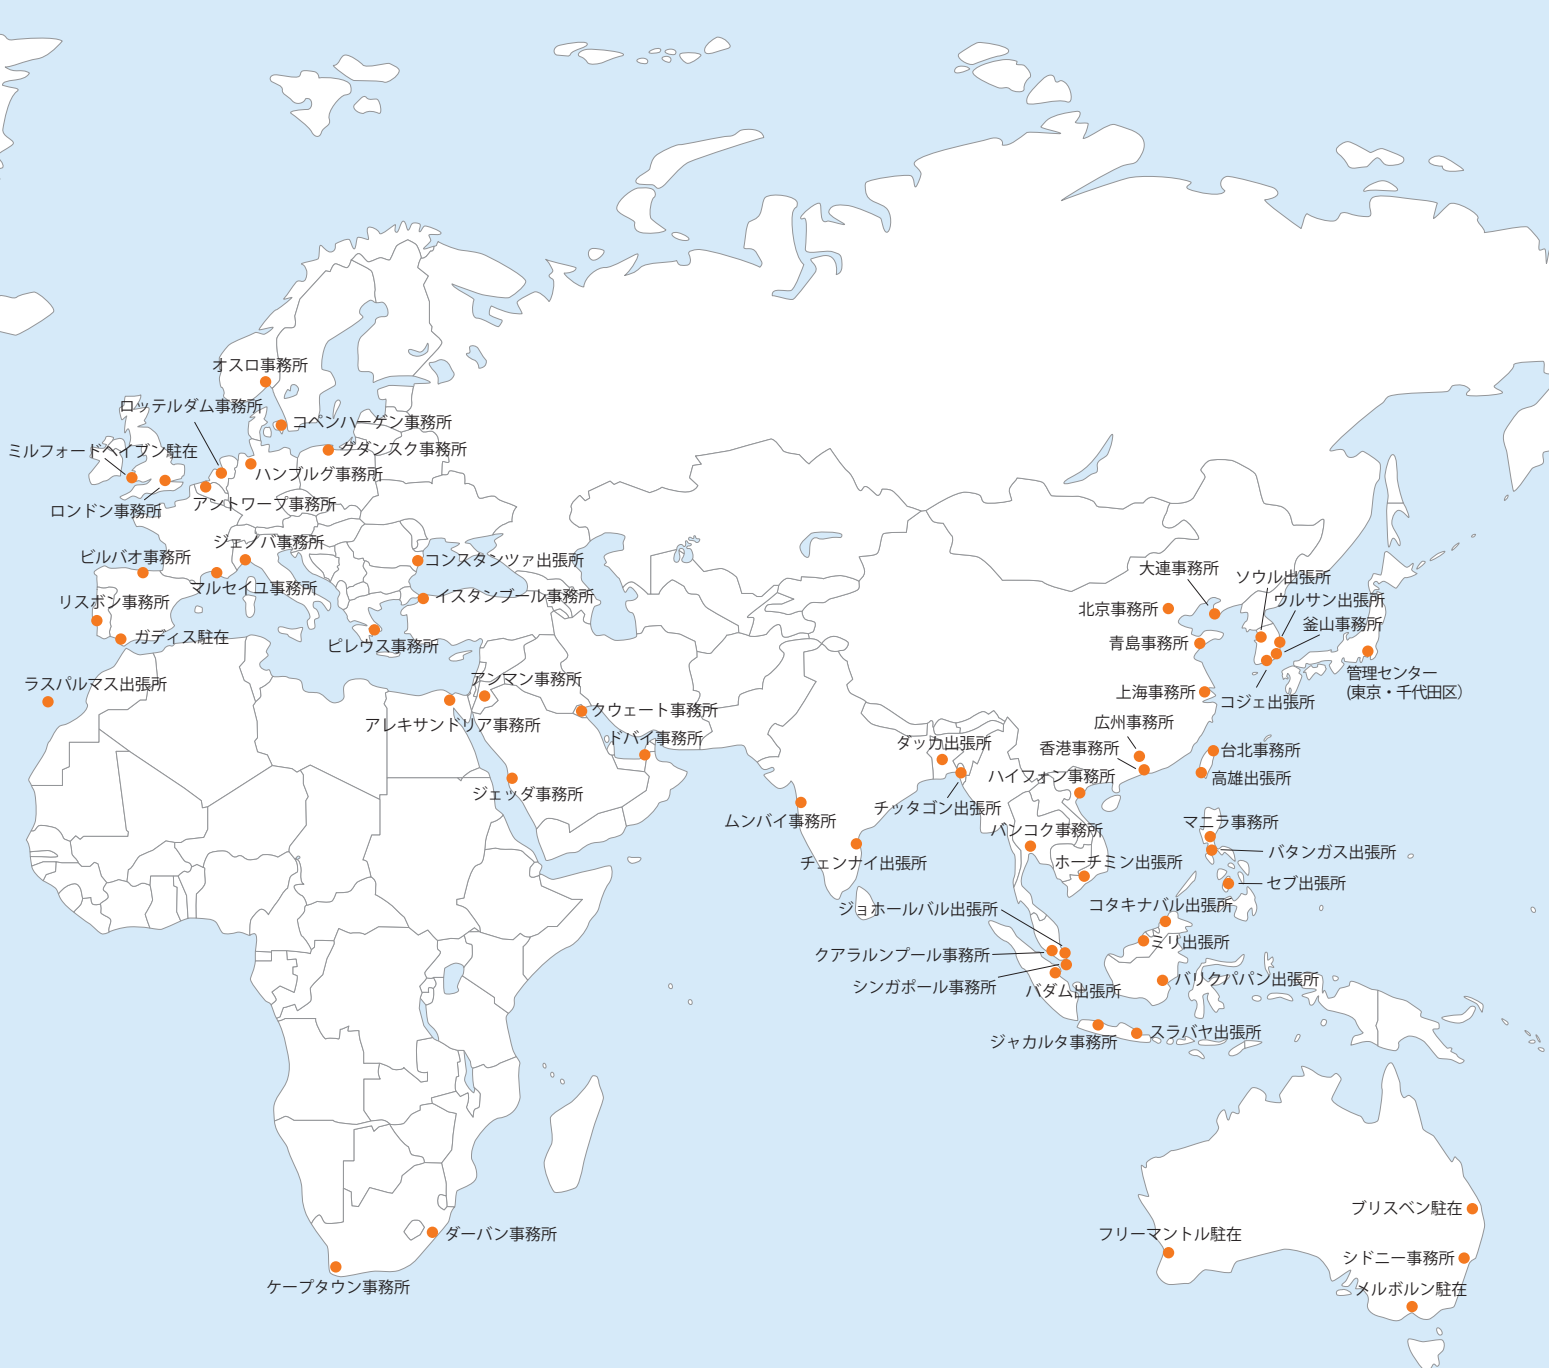 オスロ事務所
ロッテルダム事務所
コペンハーゲン事務所
ミルフォードヘイブン駐在
グダンスク事務所
ハンブルグ事務所
アントワープ事務所
ロンドン事務所
ジェノバ事務所
ビルバオ事務所
コンスタンツァ出張所
マルセイユ事務所
イスタンブール事務所
リスボン事務所
ガディス駐在
ピレウス事務所
ラスパルマス出張所
アンマン事務所
アレキサンドリア事務所
クウェート事務所
ドバイ事務所
ジェッダ事務所
ダーバン事務所
ケープタウン事務所
大連事務所
ソウル出張所
北京事務所
ウルサン出張所
釜山事務所
青島事務所
管理センター
(東京・千代田区)
上海事務所
コジェ出張所
広州事務所
ダッカ出張所
香港事務所
台北事務所
ハイフォン事務所
高雄出張所
チッタゴン出張所
ムンバイ事務所
マニラ事務所
バンコク事務所
バタンガス出張所
チェンナイ出張所
ホーチミン出張所
セブ出張所
ジョホールバル出張所
コタキナバル出張所
ミリ出張所
クアラルンプール事務所
シンガポール事務所
バダム出張所
バリクパパン出張所
スラバヤ出張所
ジャカルタ事務所
ブリスベン駐在
フリーマントル駐在
シドニー事務所
メルボルン駐在